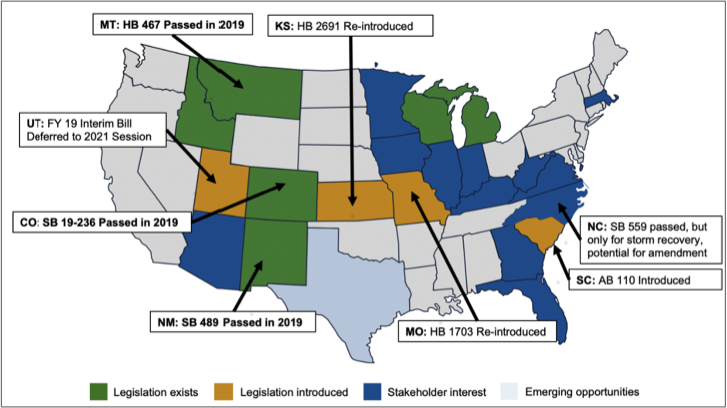 MT: HB 467 Passed in 2019
KS: HB 2691 Re-introduced
UT: FY 19 Interim Bill
Deferred to 2021 Session
CO: SB 19-236 Passed in 2019
NC: SB 559 passed, but
only for storm recovery,
potential for amendment
SC: AB 110 Introduced
NM: SB 489 Passed in 2019
MO: HB 1703 Re-introduced
Legislation exists
Legislation introduced
Stakeholder interest
Emerging opportunities